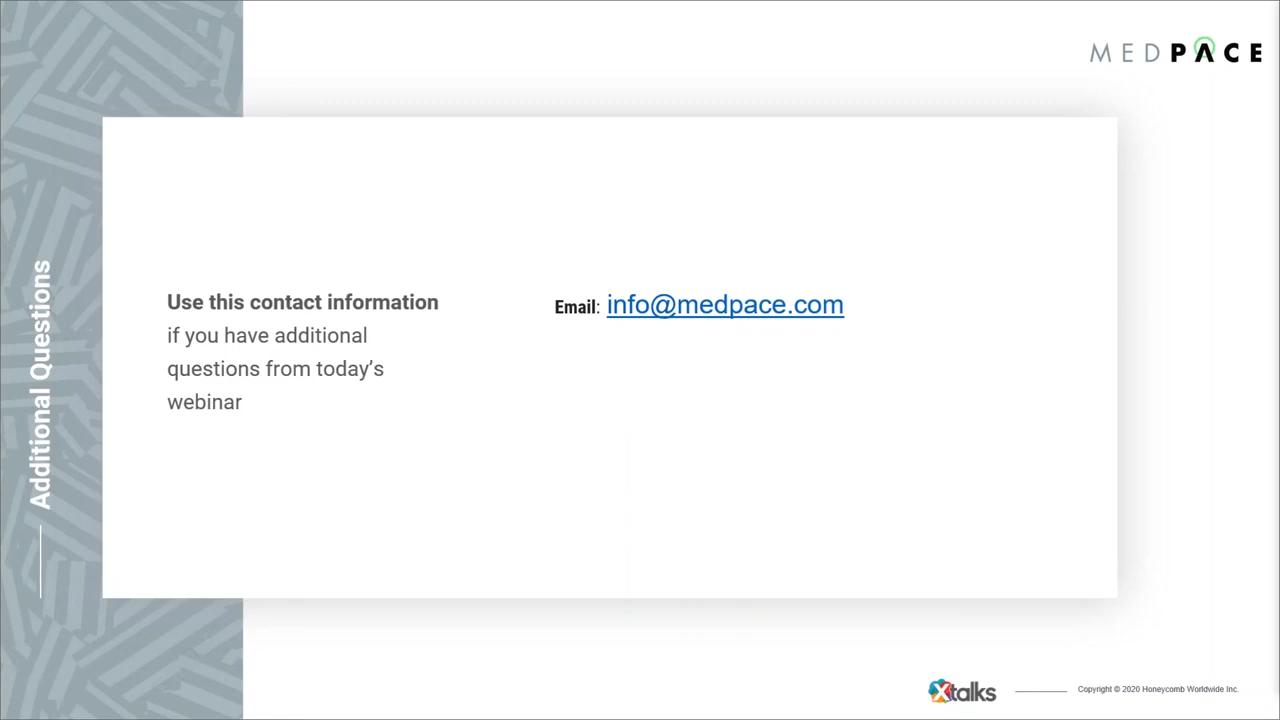 MEDPACE
Additional Questions
Use this contact information
if you have additional
questions from today’s
webinar
Email: info@medpace.com
Xtalks
Copyright © 2020 Honeycomb Worldwide Inc.